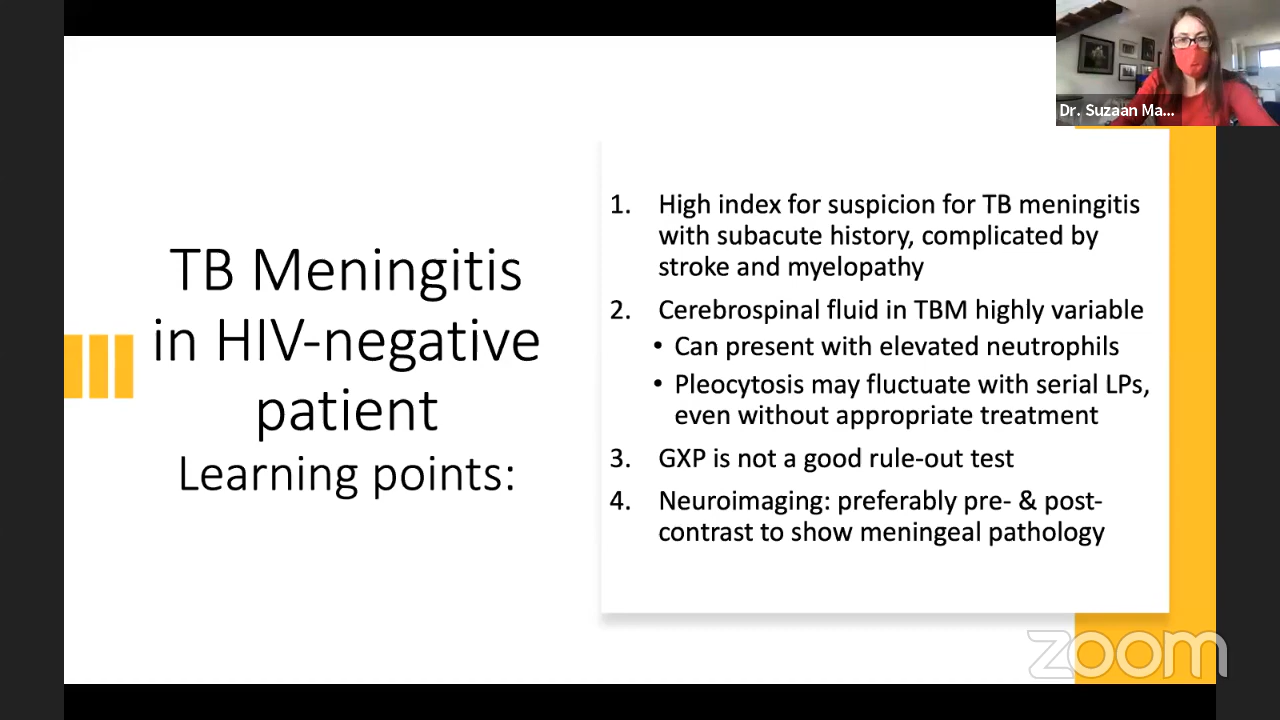 Dr. Suzaan Ma...
TB Meningitis
in HIV-negative
patient
Learning points:
1. High index for suspicion for TB meningitis
with subacute history, complicated by
stroke and myelopathy
2. Cerebrospinal fluid in TBM highly variable
• Can present with elevated neutrophils
• Pleocytosis may fluctuate with serial LPs,
even without appropriate treatment
3. GXP is not a good rule-out test
4. Neuroimaging: preferably pre- & post-
contrast to show meningeal pathology
zoom